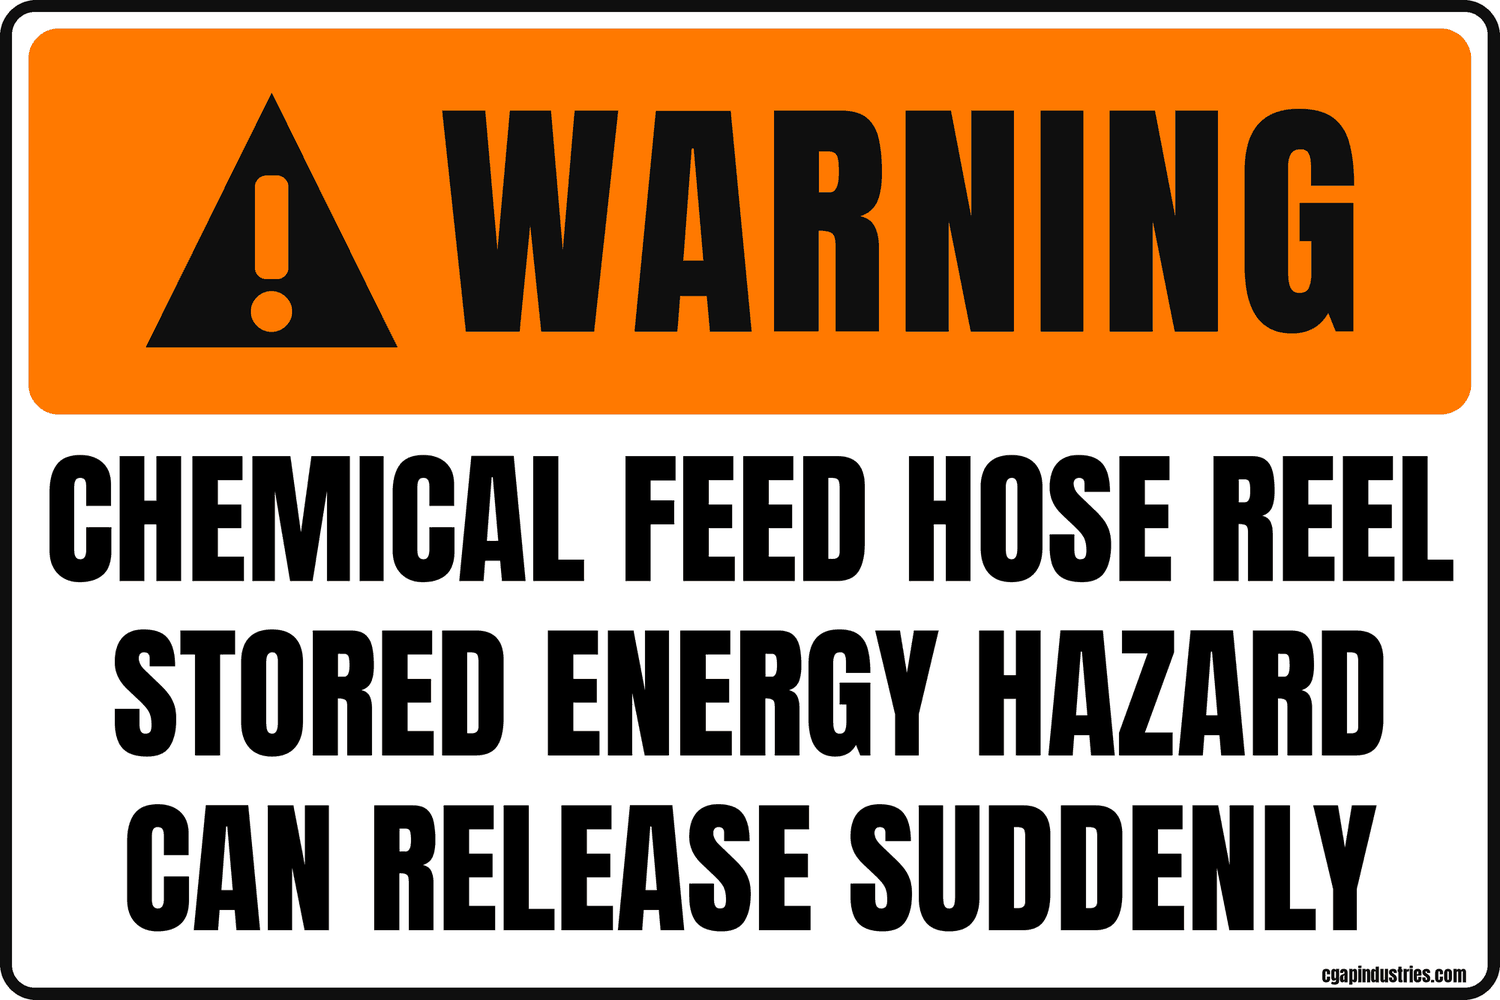 WARNING
CHEMICAL FEED HOSE REEL
STORED ENERGY HAZARD
CAN RELEASE SUDDENLY
cgapindustries.com